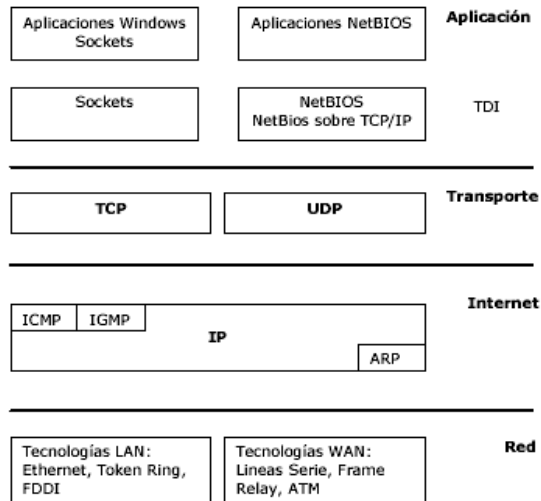 Aplicaciones Windows
Sockets
Aplicaciones NetBIOS
Aplicación
Sockets
NetBIOS
NetBios sobre TCP/IP
TDI
TCP
UDP
Transporte
Internet
ICMP
IGMP
IP
ARP
Tecnologías LAN:
Ethernet, Token Ring,
FDDI
Tecnologías WAN:
Lineas Serie, Frame
Relay, ATM
Red